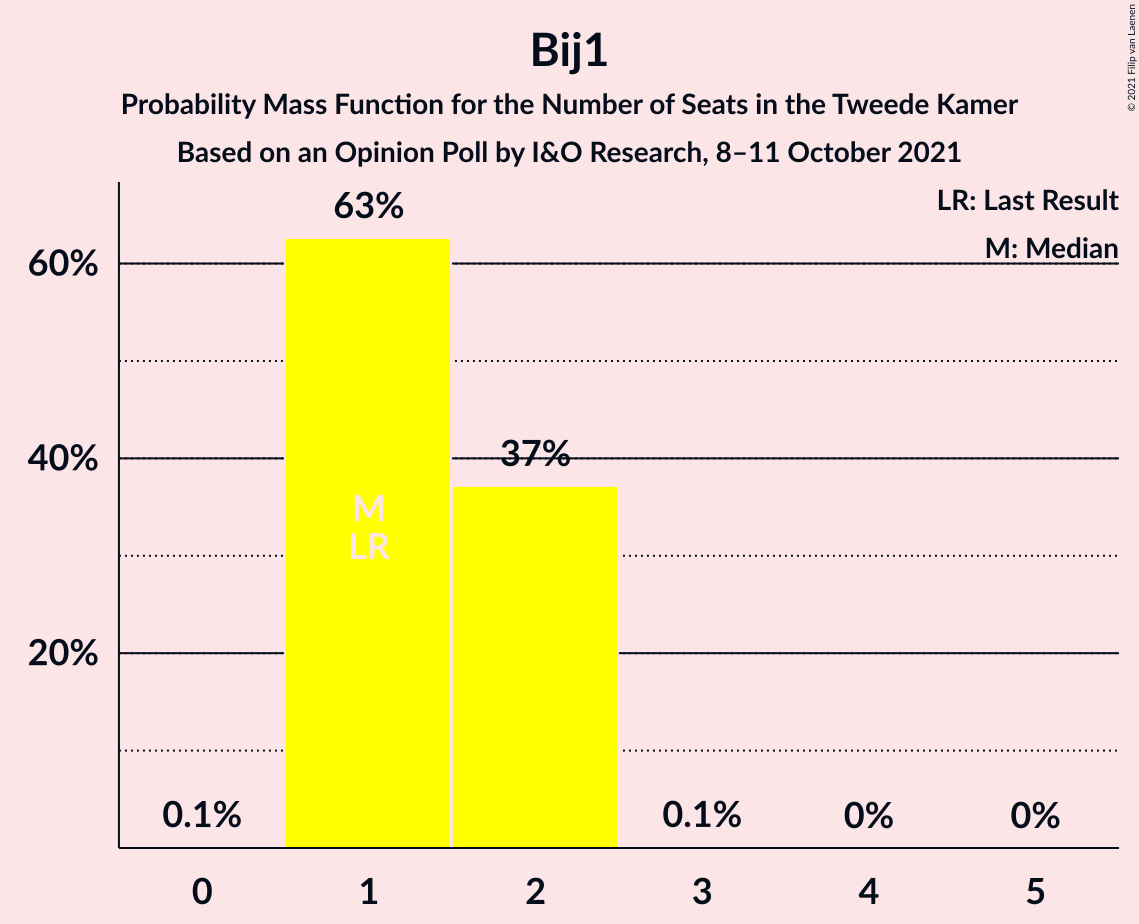 Bij1
Probability Mass Function for the Number of Seats in the Tweede Kamer
Based on an Opinion Poll by I&O Research, 8–11 October 2021
© 2021 Filip van Laenen
LR: Last Result
M: Median
63%
60%
40%
37%
M
LR
20%
0.1%
0.1%
0%
0%
0
1
2
3
4
5